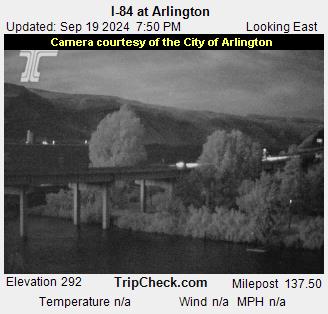 I-84 at Arlington
Updated: Sep 19 2024 7:50 PM Looking East
Camera courtesy of the City of Arlington
Elevation 292 TripCheck.com Milepost 137.50
Temperature n/a Wind n/a MPH n/a